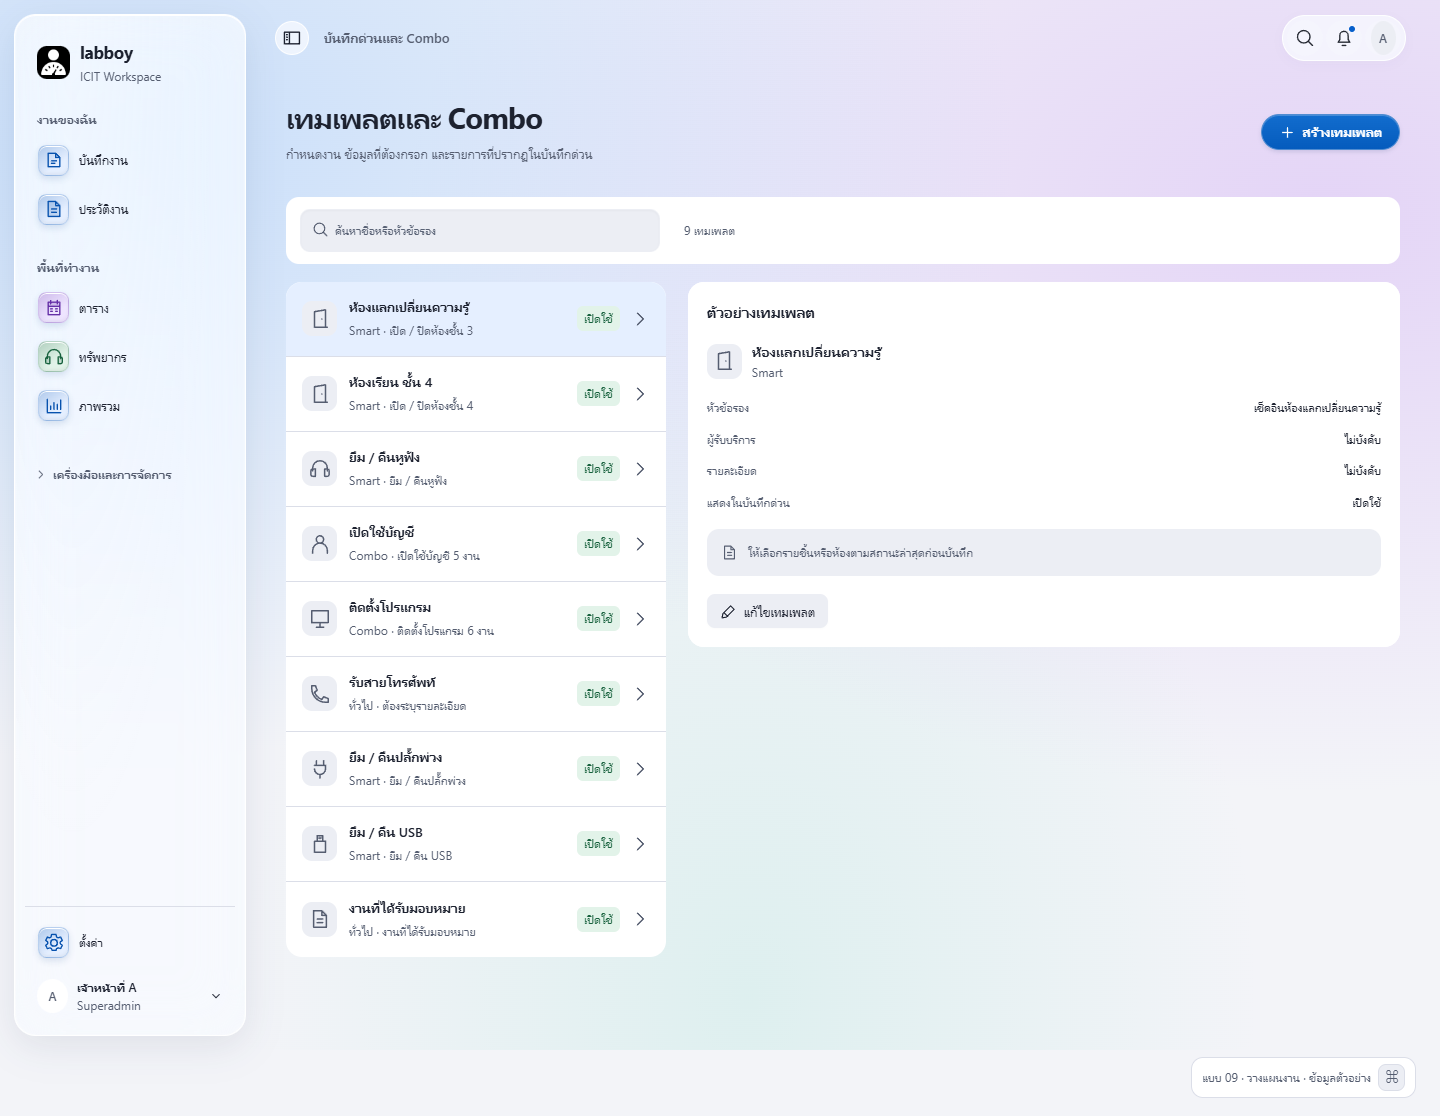 labboy
ICIT Workspace
งานของฉัน
บันทึกงาน
ประวัติงาน
พื้นที่ทำงาน
ตาราง
ทรัพยากร
ภาพรวม
เครื่องมือและการจัดการ
ตั้งค่า
A
เจ้าหน้าที่ A
Superadmin
บันทึกด่วนและ Combo
A
เทมเพลตและ Combo
กำหนดงาน ข้อมูลที่ต้องกรอก และรายการที่ปรากฏในบันทึกด่วน
สร้างเทมเพลต
ค้นหาชื่อหรือหัวข้อรอง
9 เทมเพลต
ห้องแลกเปลี่ยนความรู้
Smart · เปิด / ปิดห้องชั้น 3
เปิดใช้
ห้องเรียน ชั้น 4
Smart · เปิด / ปิดห้องชั้น 4
เปิดใช้
ยืม / คืนหูฟัง
Smart · ยืม / คืนหูฟัง
เปิดใช้
เปิดใช้บัญชี
Combo · เปิดใช้บัญชี 5 งาน
เปิดใช้
ติดตั้งโปรแกรม
Combo · ติดตั้งโปรแกรม 6 งาน
เปิดใช้
รับสายโทรศัพท์
ทั่วไป · ต้องระบุรายละเอียด
เปิดใช้
ยืม / คืนปลั๊กพ่วง
Smart · ยืม / คืนปลั๊กพ่วง
เปิดใช้
ยืม / คืน USB
Smart · ยืม / คืน USB
เปิดใช้
งานที่ได้รับมอบหมาย
ทั่วไป · งานที่ได้รับมอบหมาย
เปิดใช้
ตัวอย่างเทมเพลต
ห้องแลกเปลี่ยนความรู้
Smart
หัวข้อรอง เช็คอินห้องแลกเปลี่ยนความรู้
ผู้รับบริการ ไม่บังคับ
รายละเอียด ไม่บังคับ
แสดงในบันทึกด่วน เปิดใช้
ให้เลือกรายชิ้นหรือห้องตามสถานะล่าสุดก่อนบันทึก
แก้ไขเทมเพลต
แบบ 09 · วางแผนงาน · ข้อมูลตัวอย่าง ⌘